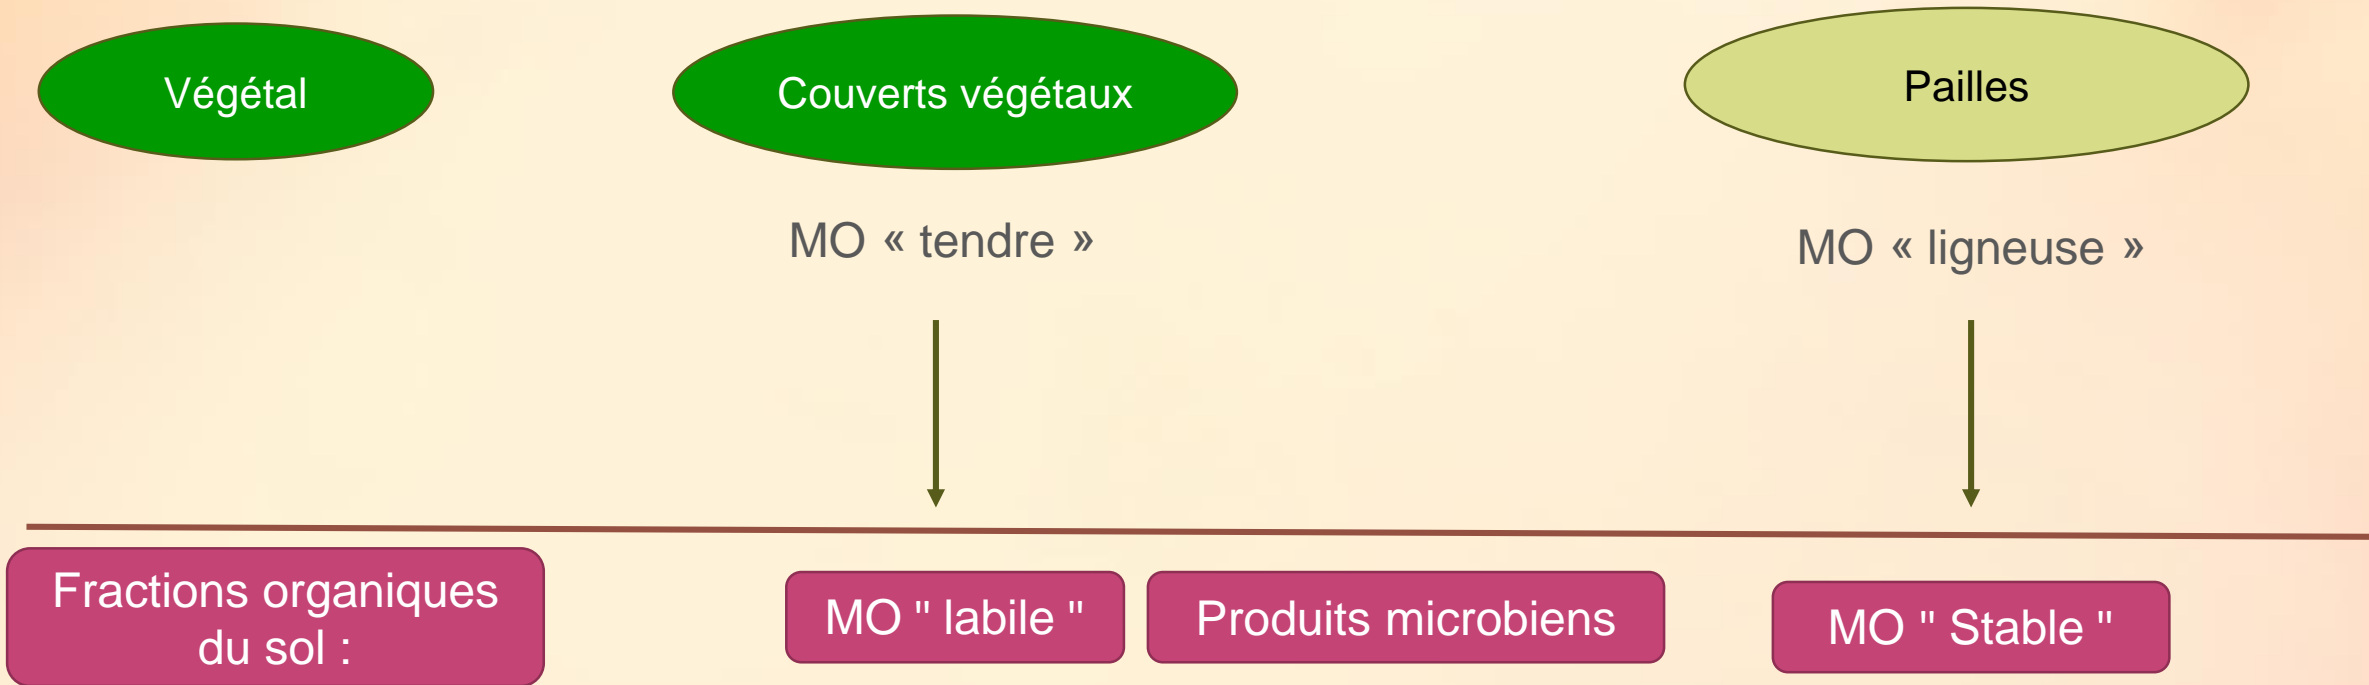 Végétal
Couverts végétaux
Pailles
MO « tendre »
MO « ligneuse »
Fractions organiques
du sol :
MO " labile "
Produits microbiens
MO " Stable "